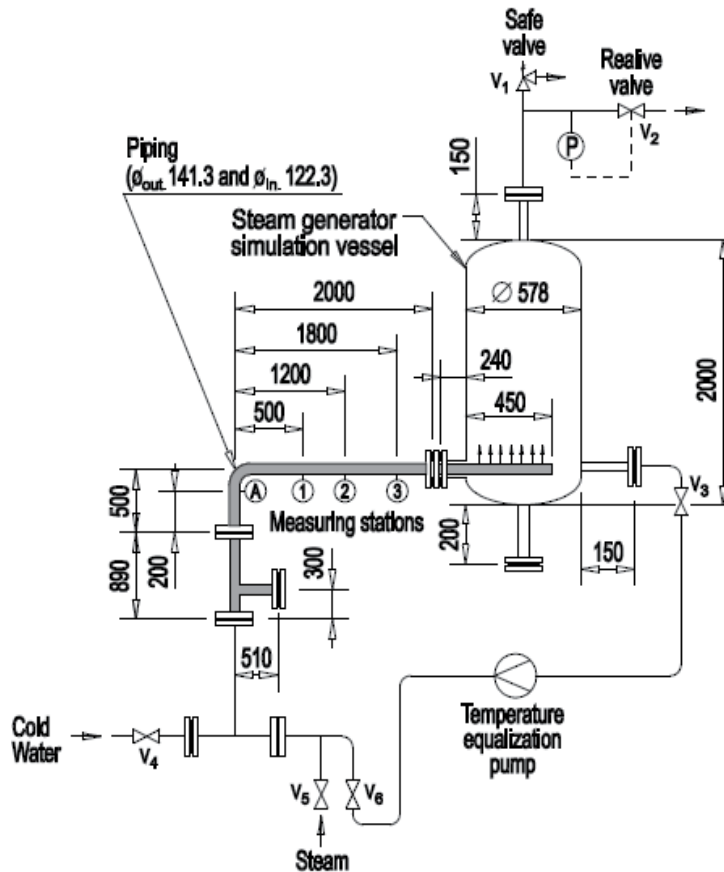 Safe
valve
V1
Realive
valve
V2
P
Piping
(øout. 141.3 and øin. 122.3)
150
Steam generator
simulation vessel
2000
Ø 578
1800
240
1200
450
500
2000
A
1
2
3
Measuring stations
V3
500
200
890
300
200
150
510
Cold
Water
V4
V5
V6
Steam
Temperature
equalization
pump